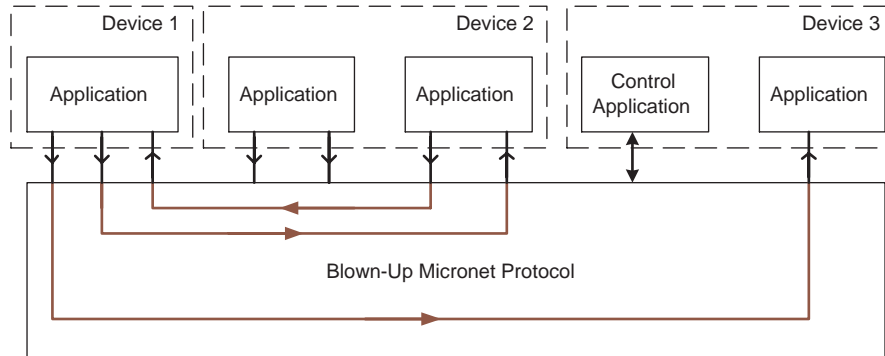 Device 1
Device 2
Device 3
Application
Application
Application
Control
Application
Application
Blown-Up Micronet Protocol